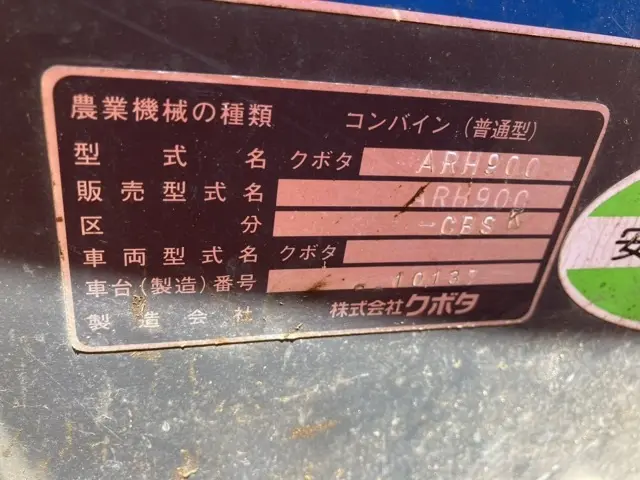 農業機械の種類 コンバイン (普通型)
型式名 クボタ ARH900
販売型式名 ARH900
区分 -CBS
車両型式名 クボタ
車台(製造)番号
製造会社 株式会社クボタ
安